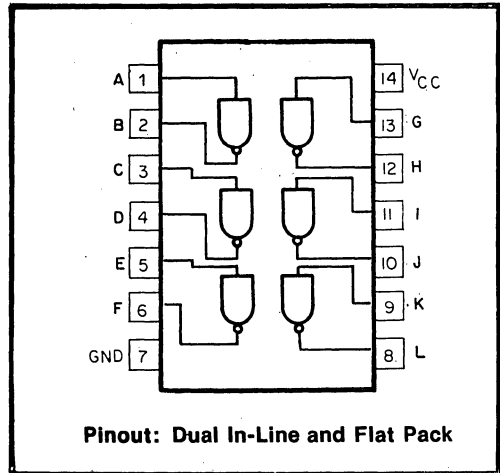 A 1
14 VCC
B 2
13 G
C 3
12 H
D 4
11 I
E 5
10 J
F 6
9 K
GND 7
8 L
Pinout: Dual In-Line and Flat Pack